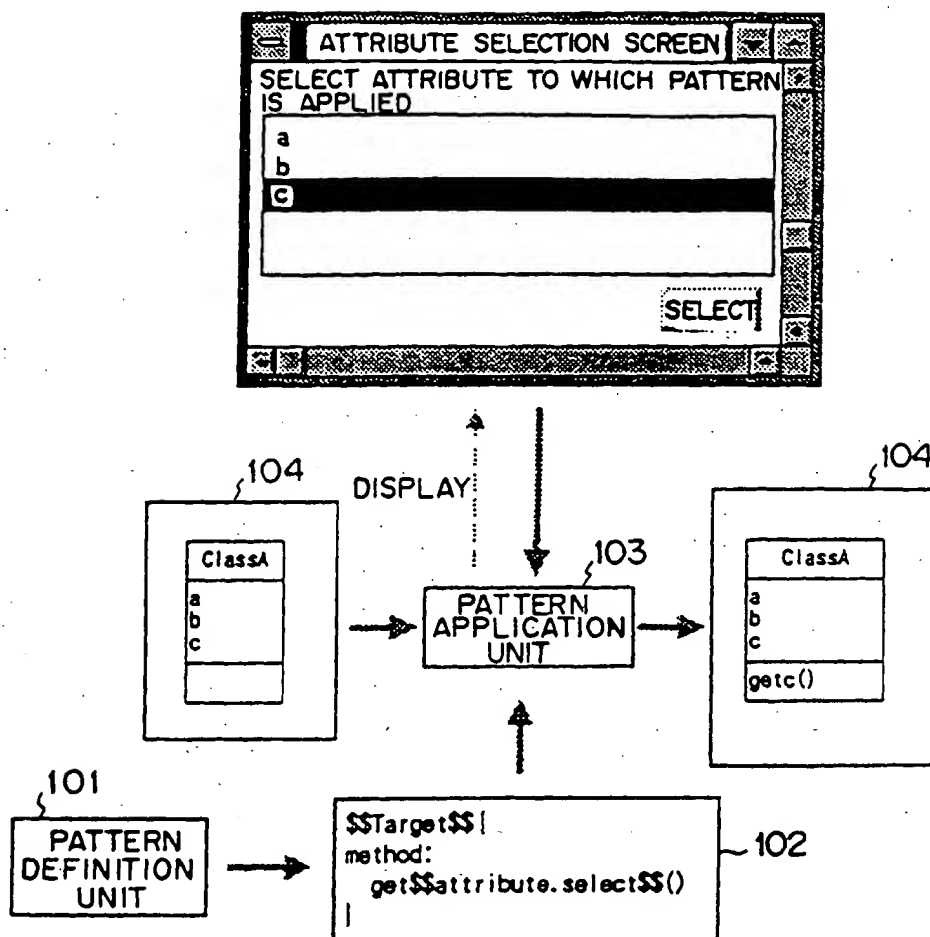 ATTRIBUTE SELECTION SCREEN
SELECT ATTRIBUTE TO WHICH PATTERN
IS APPLIED
a
b
c
SELECT
104
DISPLAY
104
ClassA
a
b
c
103
PATTERN
APPLICATION
UNIT
ClassA
a
b
c
getc()
101
PATTERN
DEFINITION
UNIT
$$Target$${
method:
get$$attribute.select$$()
}
102